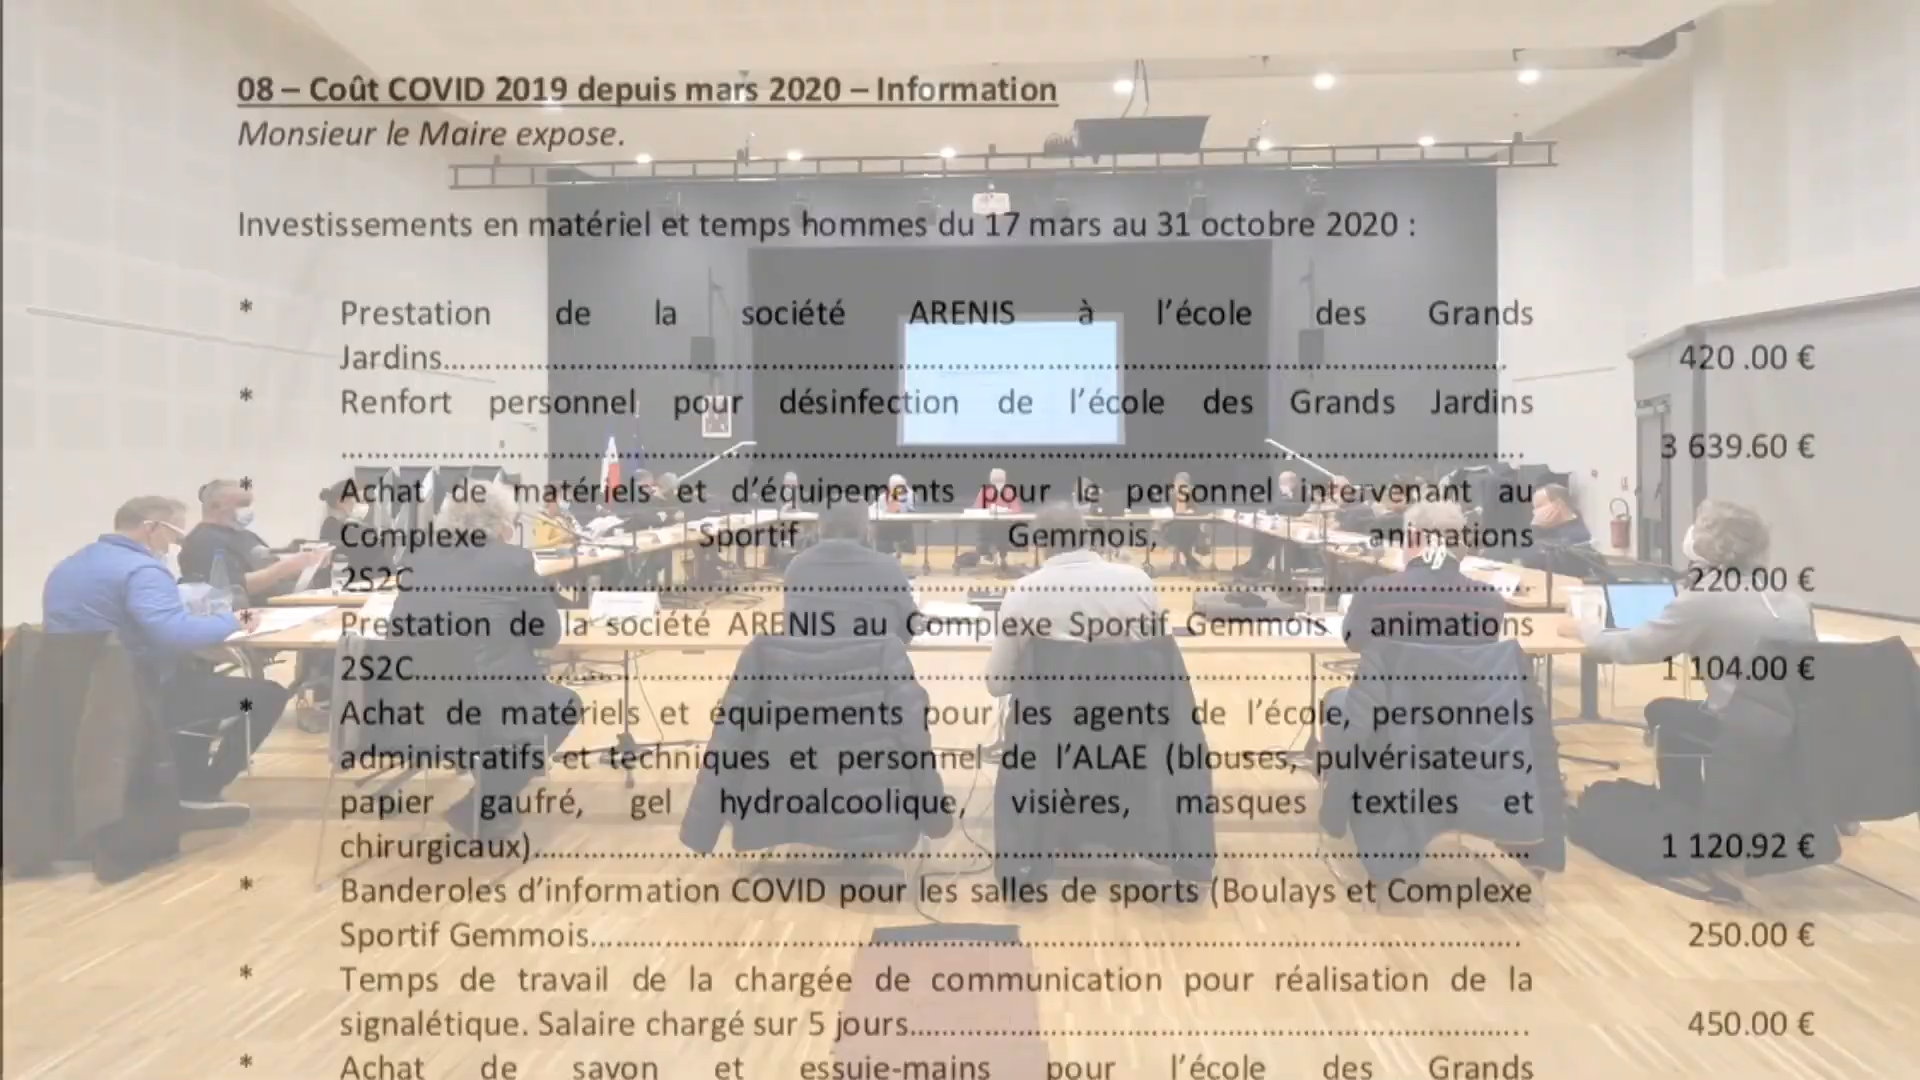 08 – Coût COVID 2019 depuis mars 2020 – Information
Monsieur le Maire expose.
Investissements en matériel et temps hommes du 17 mars au 31 octobre 2020 :
* Prestation de la société ARENIS à l’école des Grands
Jardins................................................................ 420 .00 €
* Renfort personnel pour désinfection de l’école des Grands Jardins
................................................................ 3 639.60 €
* Achat de matériels et d’équipements pour le personnel intervenant au
Complexe Sportif Gemmois, animations
2S2C................................................................ 220.00 €
* Prestation de la société ARENIS au Complexe Sportif Gemmois , animations
2S2C................................................................ 1 104.00 €
* Achat de matériels et équipements pour les agents de l’école, personnels
administratifs et techniques et personnel de l’ALAE (blouses, pulvérisateurs,
papier gaufré, gel hydroalcoolique, visières, masques textiles et
chirurgicaux)................................................................ 1 120.92 €
* Banderoles d’information COVID pour les salles de sports (Boulays et Complexe
Sportif Gemmois................................................................ 250.00 €
* Temps de travail de la chargée de communication pour réalisation de la
signalétique. Salaire chargé sur 5 jours................................................................ 450.00 €
* Achat de savon et essuie-mains pour l’école des Grands